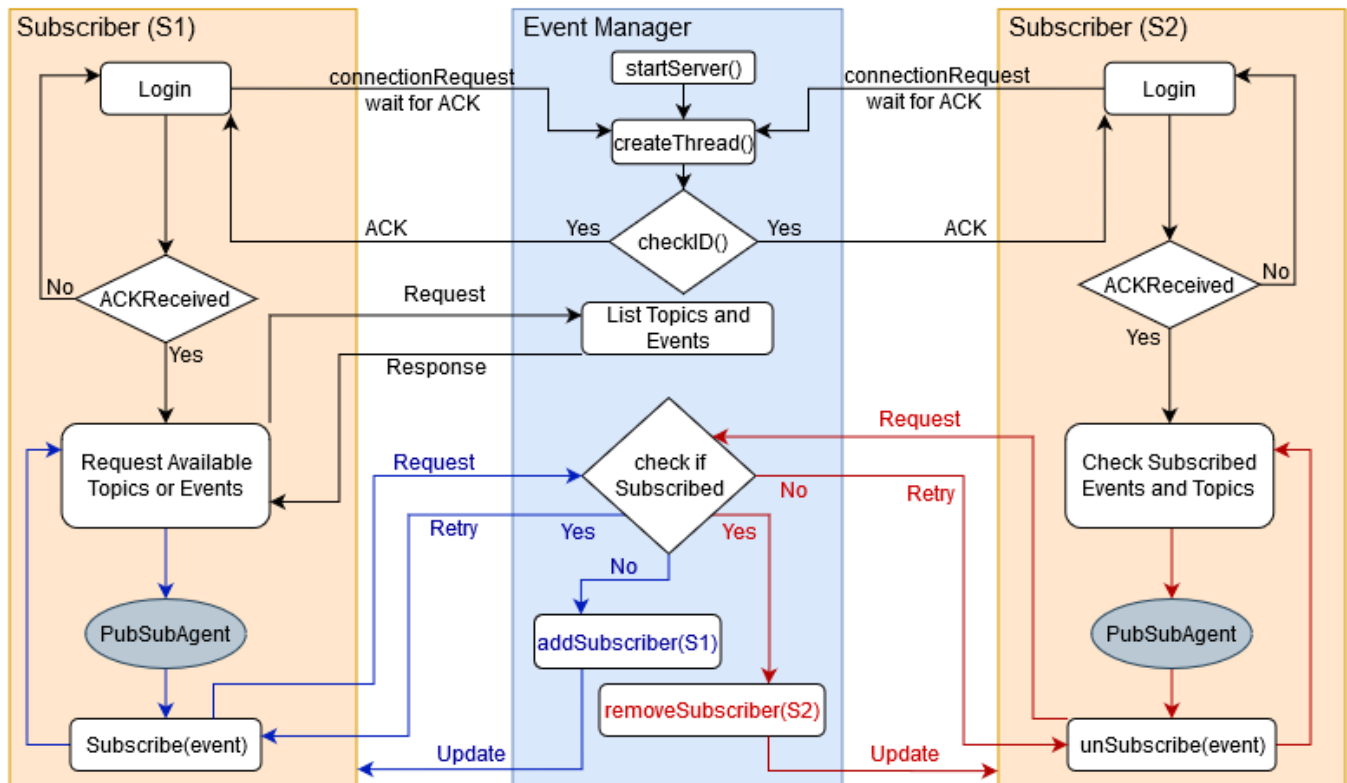 Subscriber (S1)
Event Manager
Subscriber (S2)
Login
connectionRequest
wait for ACK
startServer()
connectionRequest
wait for ACK
Login
createThread()
ACK
Yes
checkID()
Yes
ACK
No
ACKReceived
Request
List Topics and
Events
ACKReceived
No
Yes
Response
Yes
Request Available
Topics or Events
Request
check if
Subscribed
Request
Check Subscribed
Events and Topics
Retry
Yes
No
Yes
No
Retry
PubSubAgent
addSubscriber(S1)
PubSubAgent
removeSubscriber(S2)
Subscribe(event)
Update
Update
unSubscribe(event)